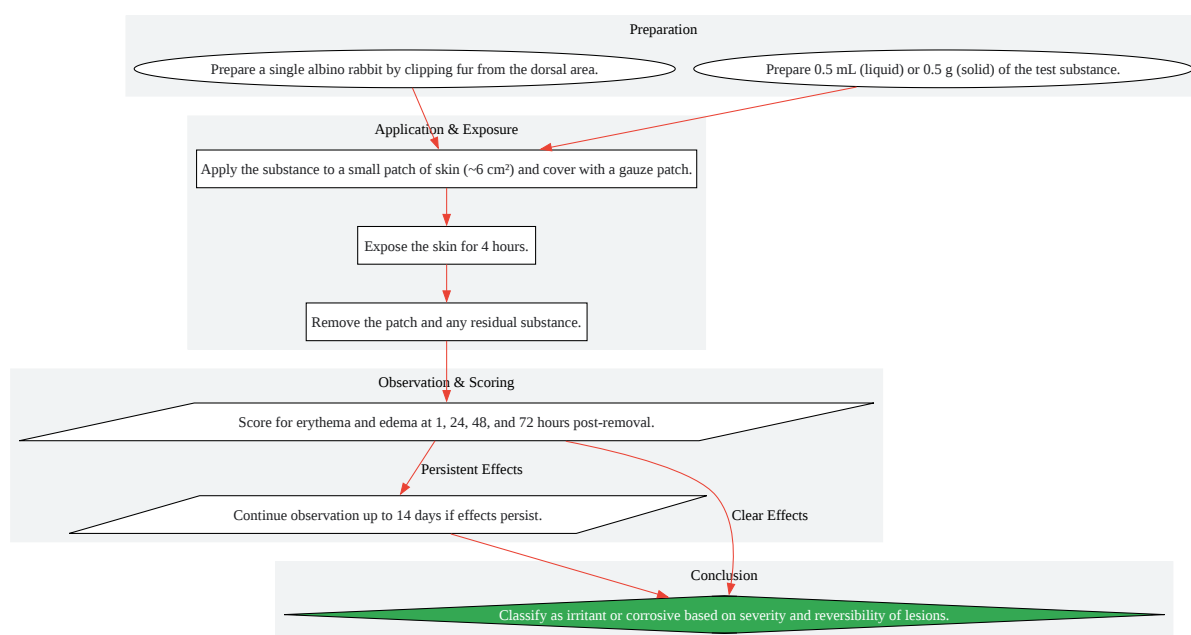 Preparation
Prepare a single albino rabbit by clipping fur from the dorsal area.
Prepare 0.5 mL (liquid) or 0.5 g (solid) of the test substance.
Application & Exposure
Apply the substance to a small patch of skin (~6 cm²) and cover with a gauze patch.
Expose the skin for 4 hours.
Remove the patch and any residual substance.
Observation & Scoring
Score for erythema and edema at 1, 24, 48, and 72 hours post-removal.
Persistent Effects
Continue observation up to 14 days if effects persist.
Clear Effects
Conclusion
Classify as irritant or corrosive based on severity and reversibility of lesions.